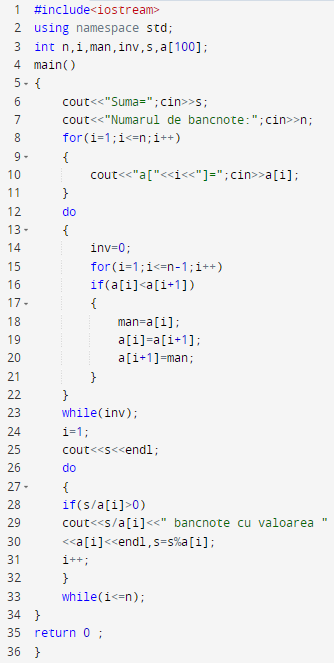 1 #include<iostream>
2 using namespace std;
3 int n,i,man,inv,s,a[100];
4 main()
5 {
6 cout<<"Suma=";cin>>s;
7 cout<<"Numarul de bancnote:";cin>>n;
8 for(i=1;i<=n;i++)
9 {
10 cout<<"a["<<i<<"]=";cin>>a[i];
11 }
12 do
13 {
14 inv=0;
15 for(i=1;i<=n-1;i++)
16 if(a[i]<a[i+1])
17 {
18 man=a[i];
19 a[i]=a[i+1];
20 a[i+1]=man;
21 }
22 }
23 while(inv);
24 i=1;
25 cout<<s<<endl;
26 do
27 {
28 if(s/a[i]>0)
29 cout<<s/a[i]<<" bancnote cu valoarea "
30 <<a[i]<<endl,s=s%a[i];
31 i++;
32 }
33 while(i<=n);
34 }
35 return 0 ;
36 }